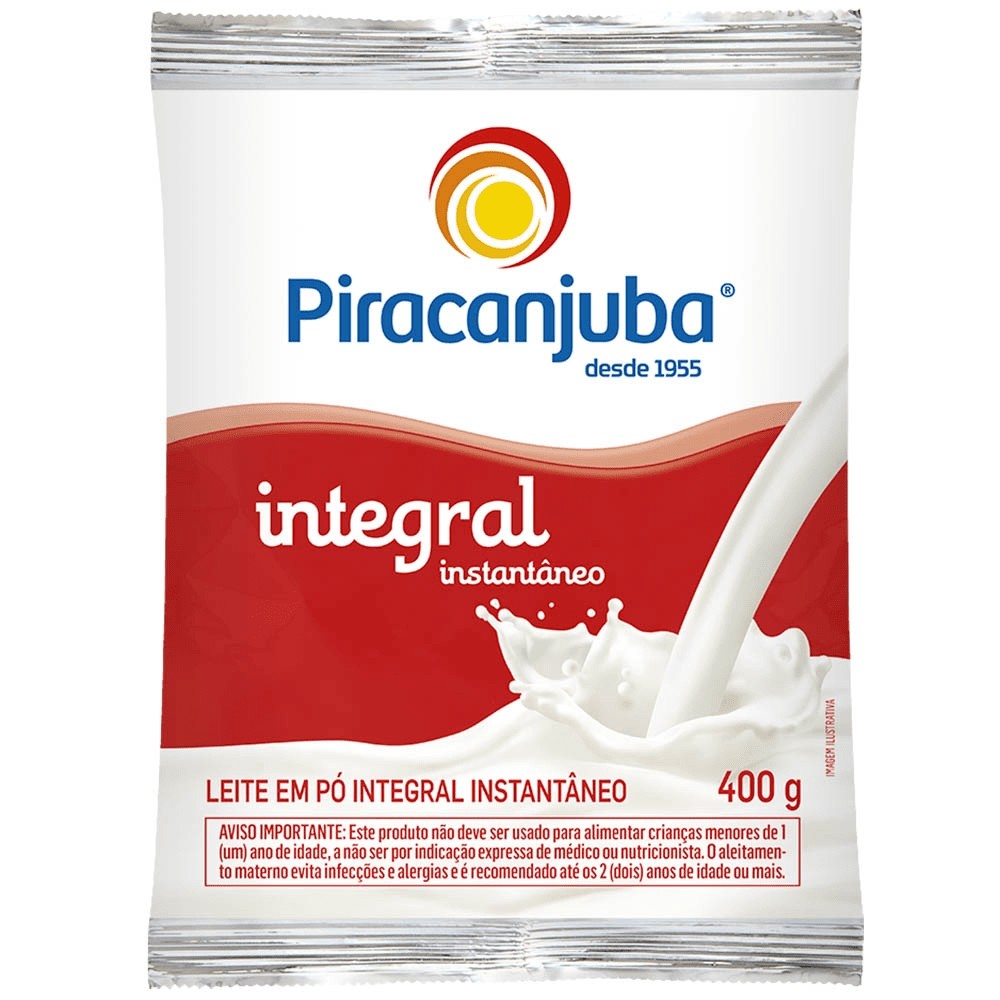 Piracanjuba®
desde 1955
integral
instantâneo
IMAGEM ILUSTRATIVA
LEITE EM PÓ INTEGRAL INSTANTÂNEO 400 g
AVISO IMPORTANTE: Este produto não deve ser usado para alimentar crianças menores de 1
(um) ano de idade, a não ser por indicação expressa de médico ou nutricionista. O aleitamen-
to materno evita infecções e alergias e é recomendado até os 2 (dois) anos de idade ou mais.